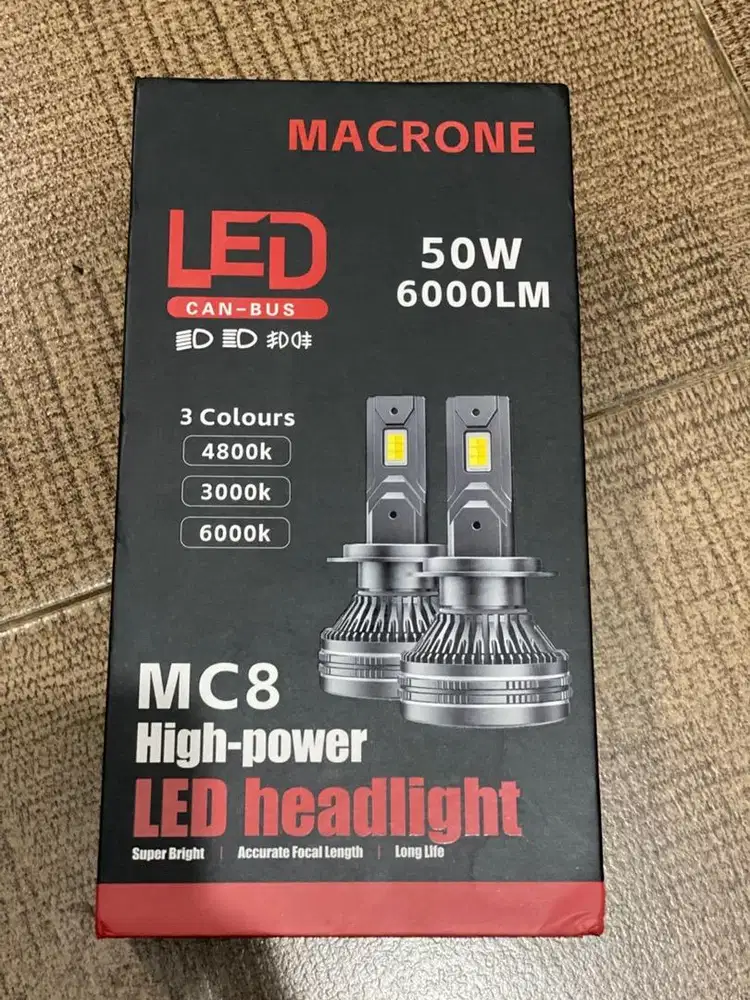 MACRONE
LED
CAN-BUS
50W
6000LM
3 Colours
4800k
3000k
6000k
MC8
High-power
LED headlight
Super Bright | Accurate Focal Length | Long Life